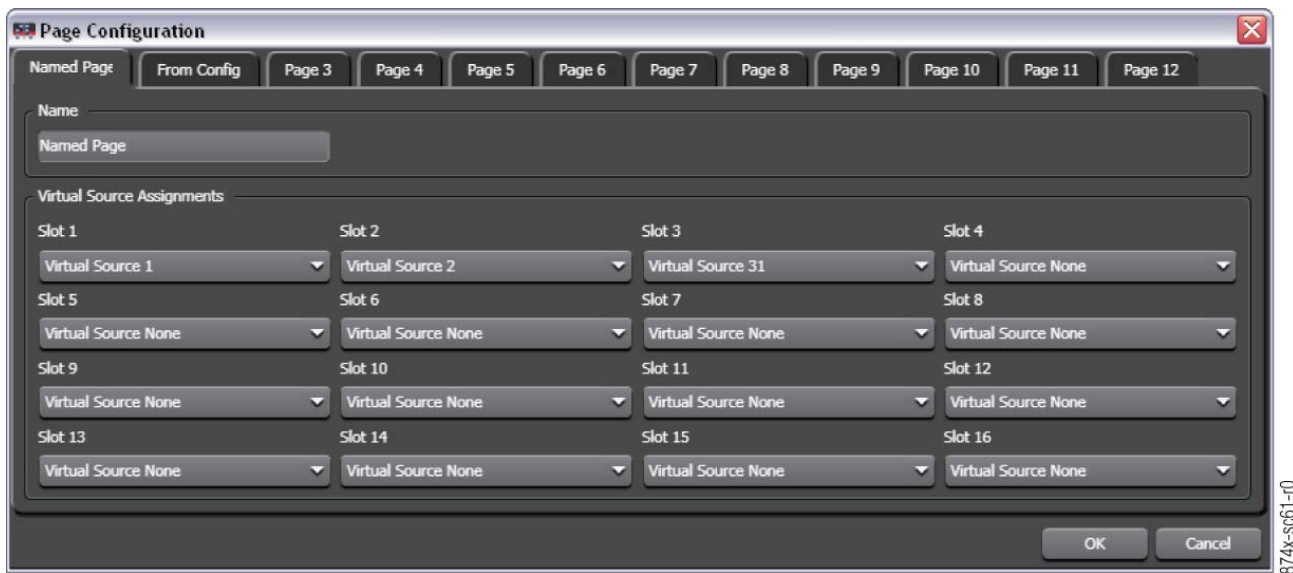 Page Configuration
Named Page From Config Page 3 Page 4 Page 5 Page 6 Page 7 Page 8 Page 9 Page 10 Page 11 Page 12
Name
Named Page
Virtual Source Assignments
Slot 1 Slot 2 Slot 3 Slot 4
Virtual Source 1 Virtual Source 2 Virtual Source 31 Virtual Source None
Slot 5 Slot 6 Slot 7 Slot 8
Virtual Source None Virtual Source None Virtual Source None Virtual Source None
Slot 9 Slot 10 Slot 11 Slot 12
Virtual Source None Virtual Source None Virtual Source None Virtual Source None
Slot 13 Slot 14 Slot 15 Slot 16
Virtual Source None Virtual Source None Virtual Source None Virtual Source None
OK Cancel
874x-sc61-r0